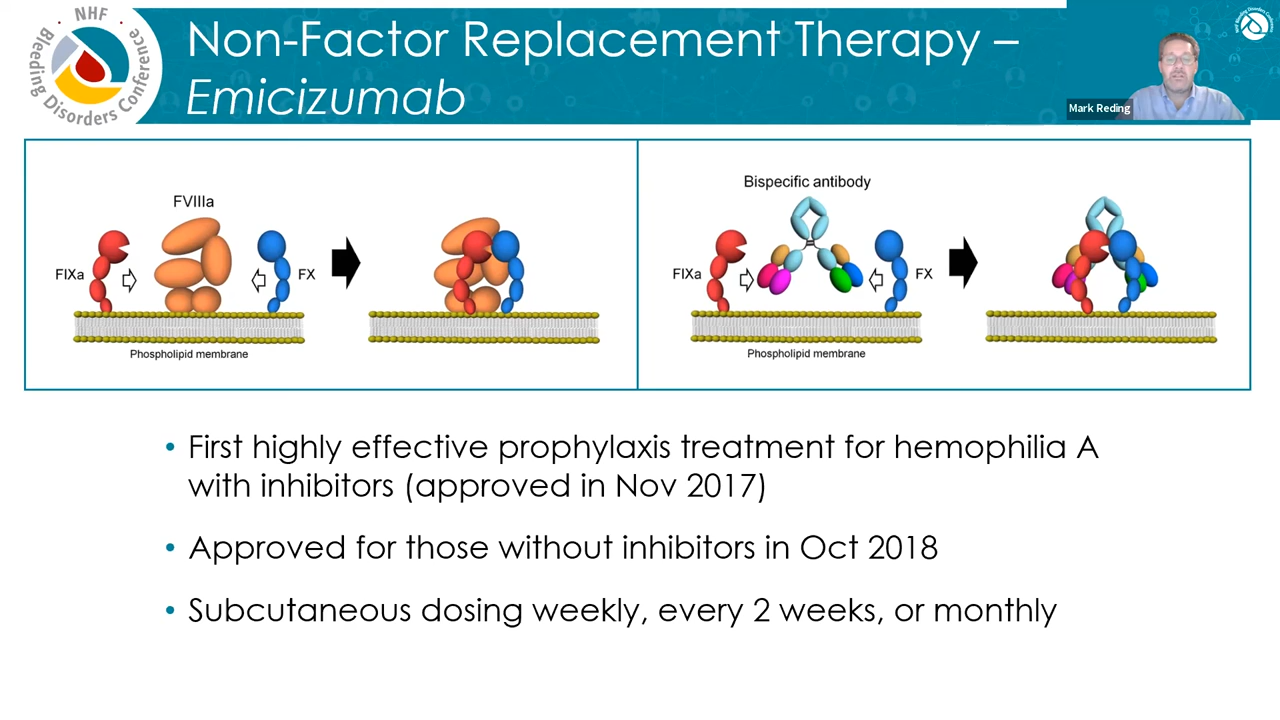 NHF
Bleeding Disorders Conference
Non-Factor Replacement Therapy –
Emicizumab
Mark Reding
FVIIIa
FIXa
FX
Phospholipid membrane
Bispecific antibody
FIXa
FX
Phospholipid membrane
• First highly effective prophylaxis treatment for hemophilia A
with inhibitors (approved in Nov 2017)
• Approved for those without inhibitors in Oct 2018
• Subcutaneous dosing weekly, every 2 weeks, or monthly